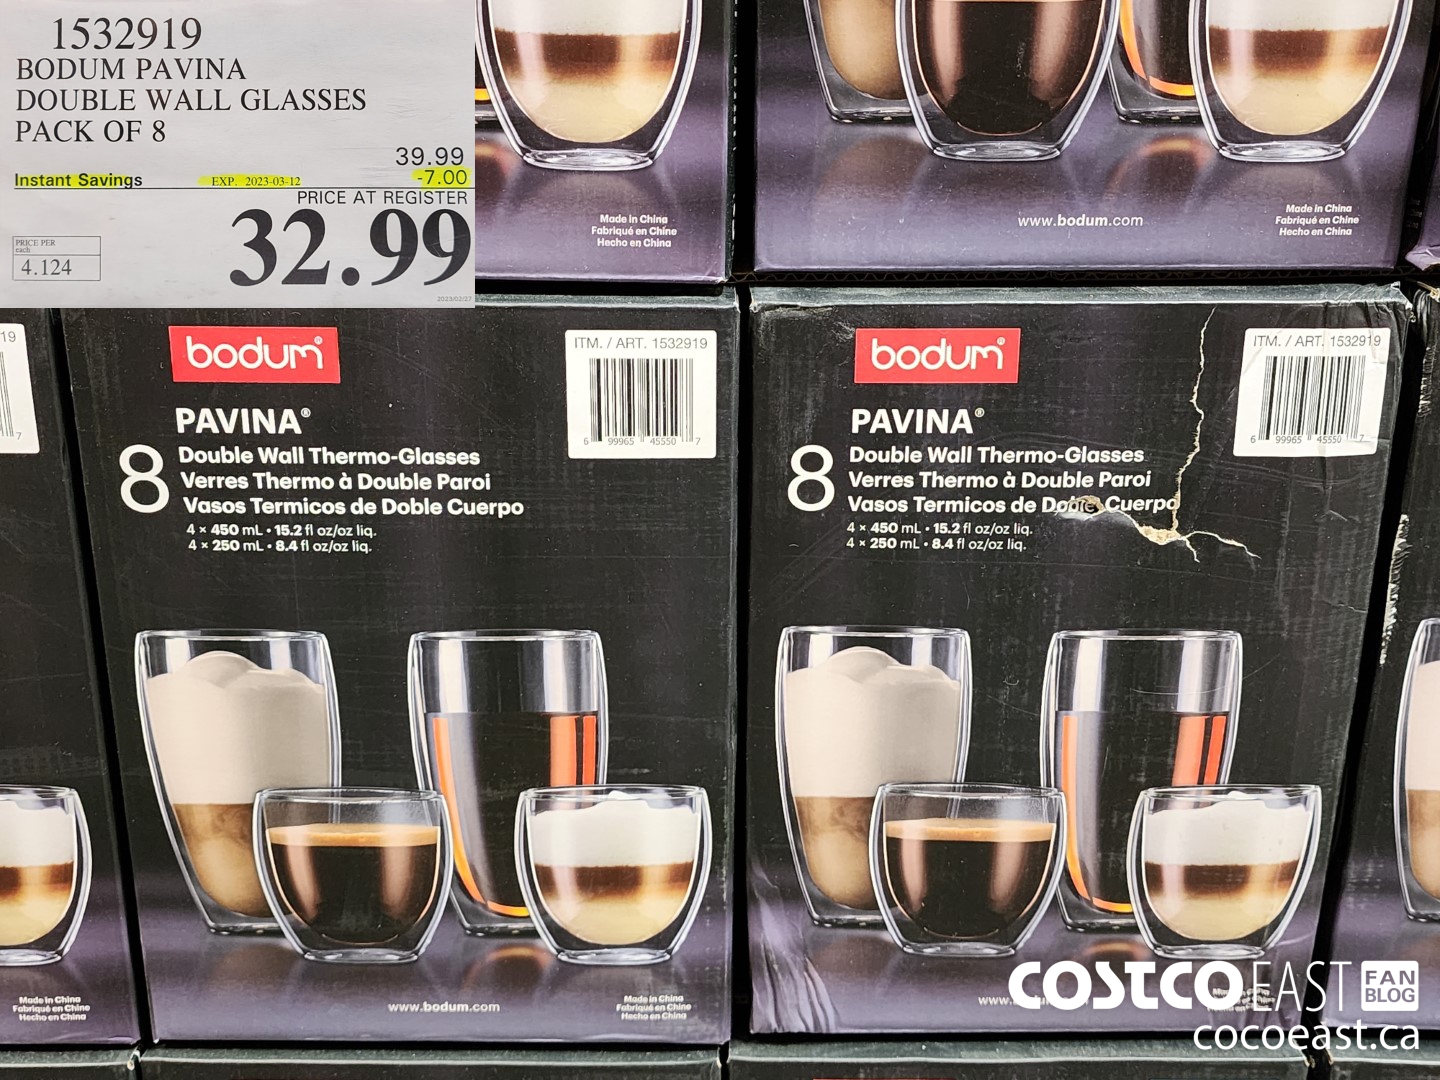 1532919
BODUM PAVINA
DOUBLE WALL GLASSES
PACK OF 8
39.99
Instant Savings EXP. 2023-03-12 -7.00
PRICE AT REGISTER
32.99
PRICE PER
each
4.124
2023/02/27
Made in China
Fabriqué en Chine
Hecho en China
www.bodum.com
Made in China
Fabriqué en Chine
Hecho en China
19
7
bodum®
ITM. / ART. 1532919
6 99965 45550 7
PAVINA®
8
Double Wall Thermo-Glasses
Verres Thermo à Double Paroi
Vasos Termicos de Doble Cuerpo
4 × 450 mL • 15.2 fl oz/oz liq.
4 × 250 mL • 8.4 fl oz/oz liq.
www.bodum.com
Made in China
Fabriqué en Chine
Hecho en China
bodum®
ITM. / ART. 1532919
6 99965 45550 7
PAVINA®
8
Double Wall Thermo-Glasses
Verres Thermo à Double Paroi
Vasos Termicos de Doble Cuerpo
4 × 450 mL • 15.2 fl oz/oz liq.
4 × 250 mL • 8.4 fl oz/oz liq.
Made in China
Fabriqué en Chine
Hecho en China
www.
COSTCO EAST FAN BLOG
cocoeast.ca